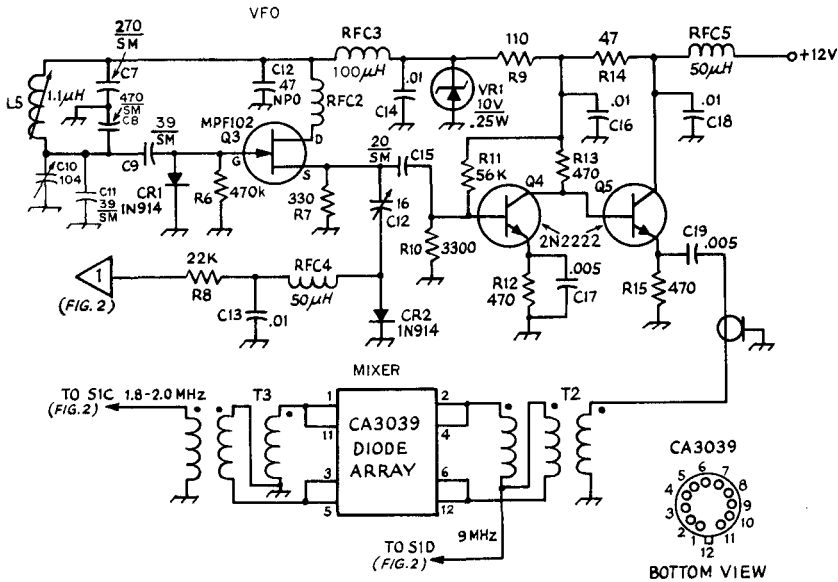 VFO
270
SM
C7
L5
1.1µH
470
SM
C8
39
SM
C9
C10
104
C11
39
SM
CR1
1N914
R6
470K
MPF102
Q3
G
D
S
C12
47
NPO
RFC2
RFC3
100µH
.01
C14
VR1
10V
.25W
110
R9
47
R14
RFC5
50µH
+12V
.01
C16
.01
C18
20
SM
C15
R11
56K
R13
470
Q4
Q5
2N2222
330
R7
16
C12
R10
3300
R12
470
.005
C17
R15
470
C19
.005
1
(FIG. 2)
22K
R8
C13
.01
RFC4
50µH
CR2
1N914
MIXER
TO S1C
(FIG. 2)
1.8-2.0 MHz
T3
1
11
3
5
CA3039
DIODE
ARRAY
2
4
6
12
T2
9 MHz
TO S1D
(FIG. 2)
CA3039
1
2
3
4
5
6
7
8
9
10
11
12
BOTTOM VIEW